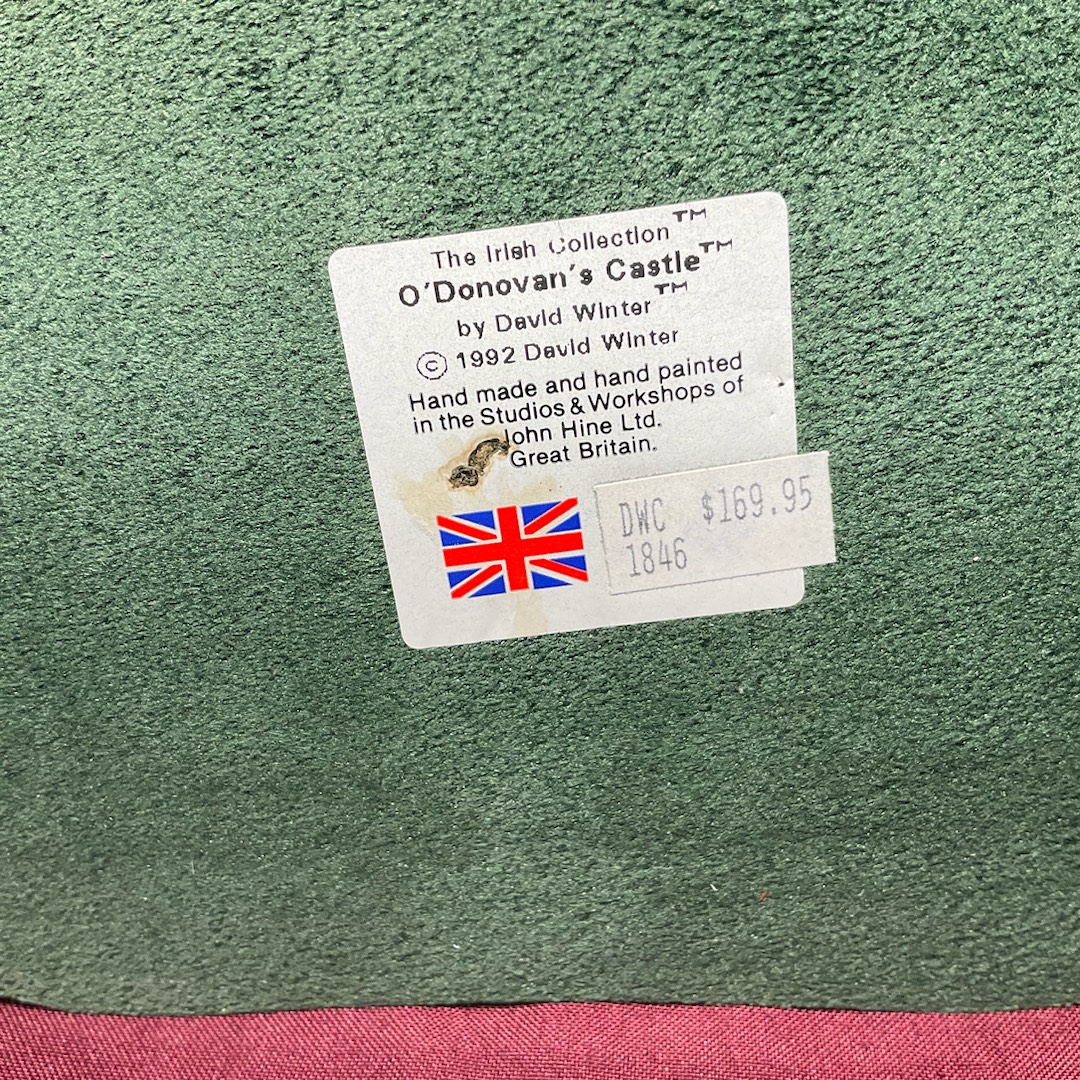 The Irish Collection™
O'Donovan's Castle™
by David Winter™
© 1992 David Winter
Hand made and hand painted
in the Studios & Workshops of
John Hine Ltd.
Great Britain.
DWC $169.95
1846